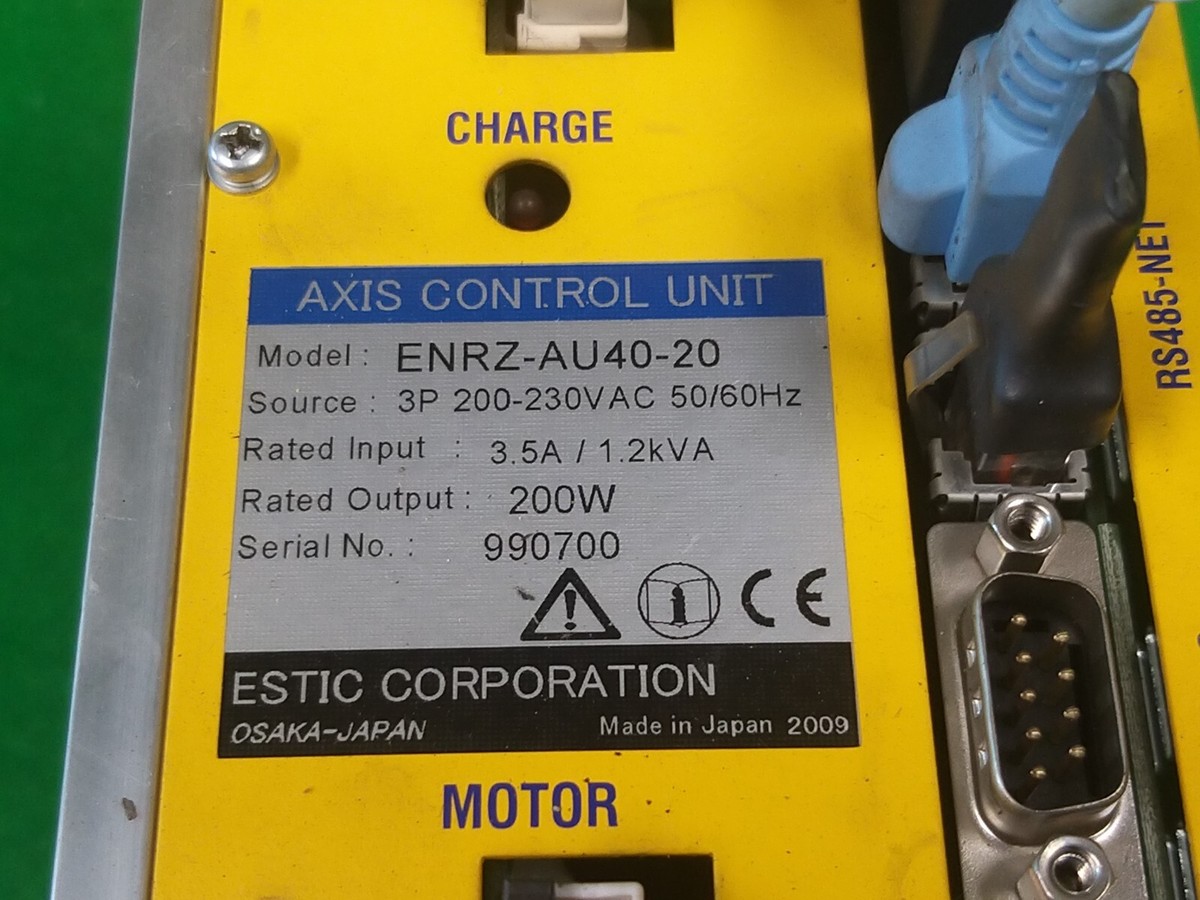 CHARGE
AXIS CONTROL UNIT
Model : ENRZ-AU40-20
Source : 3P 200-230VAC 50/60Hz
Rated Input : 3.5A / 1.2kVA
Rated Output : 200W
Serial No. : 990700
CE
ESTIC CORPORATION
OSAKA-JAPAN Made in Japan 2009
MOTOR
RS485-NET